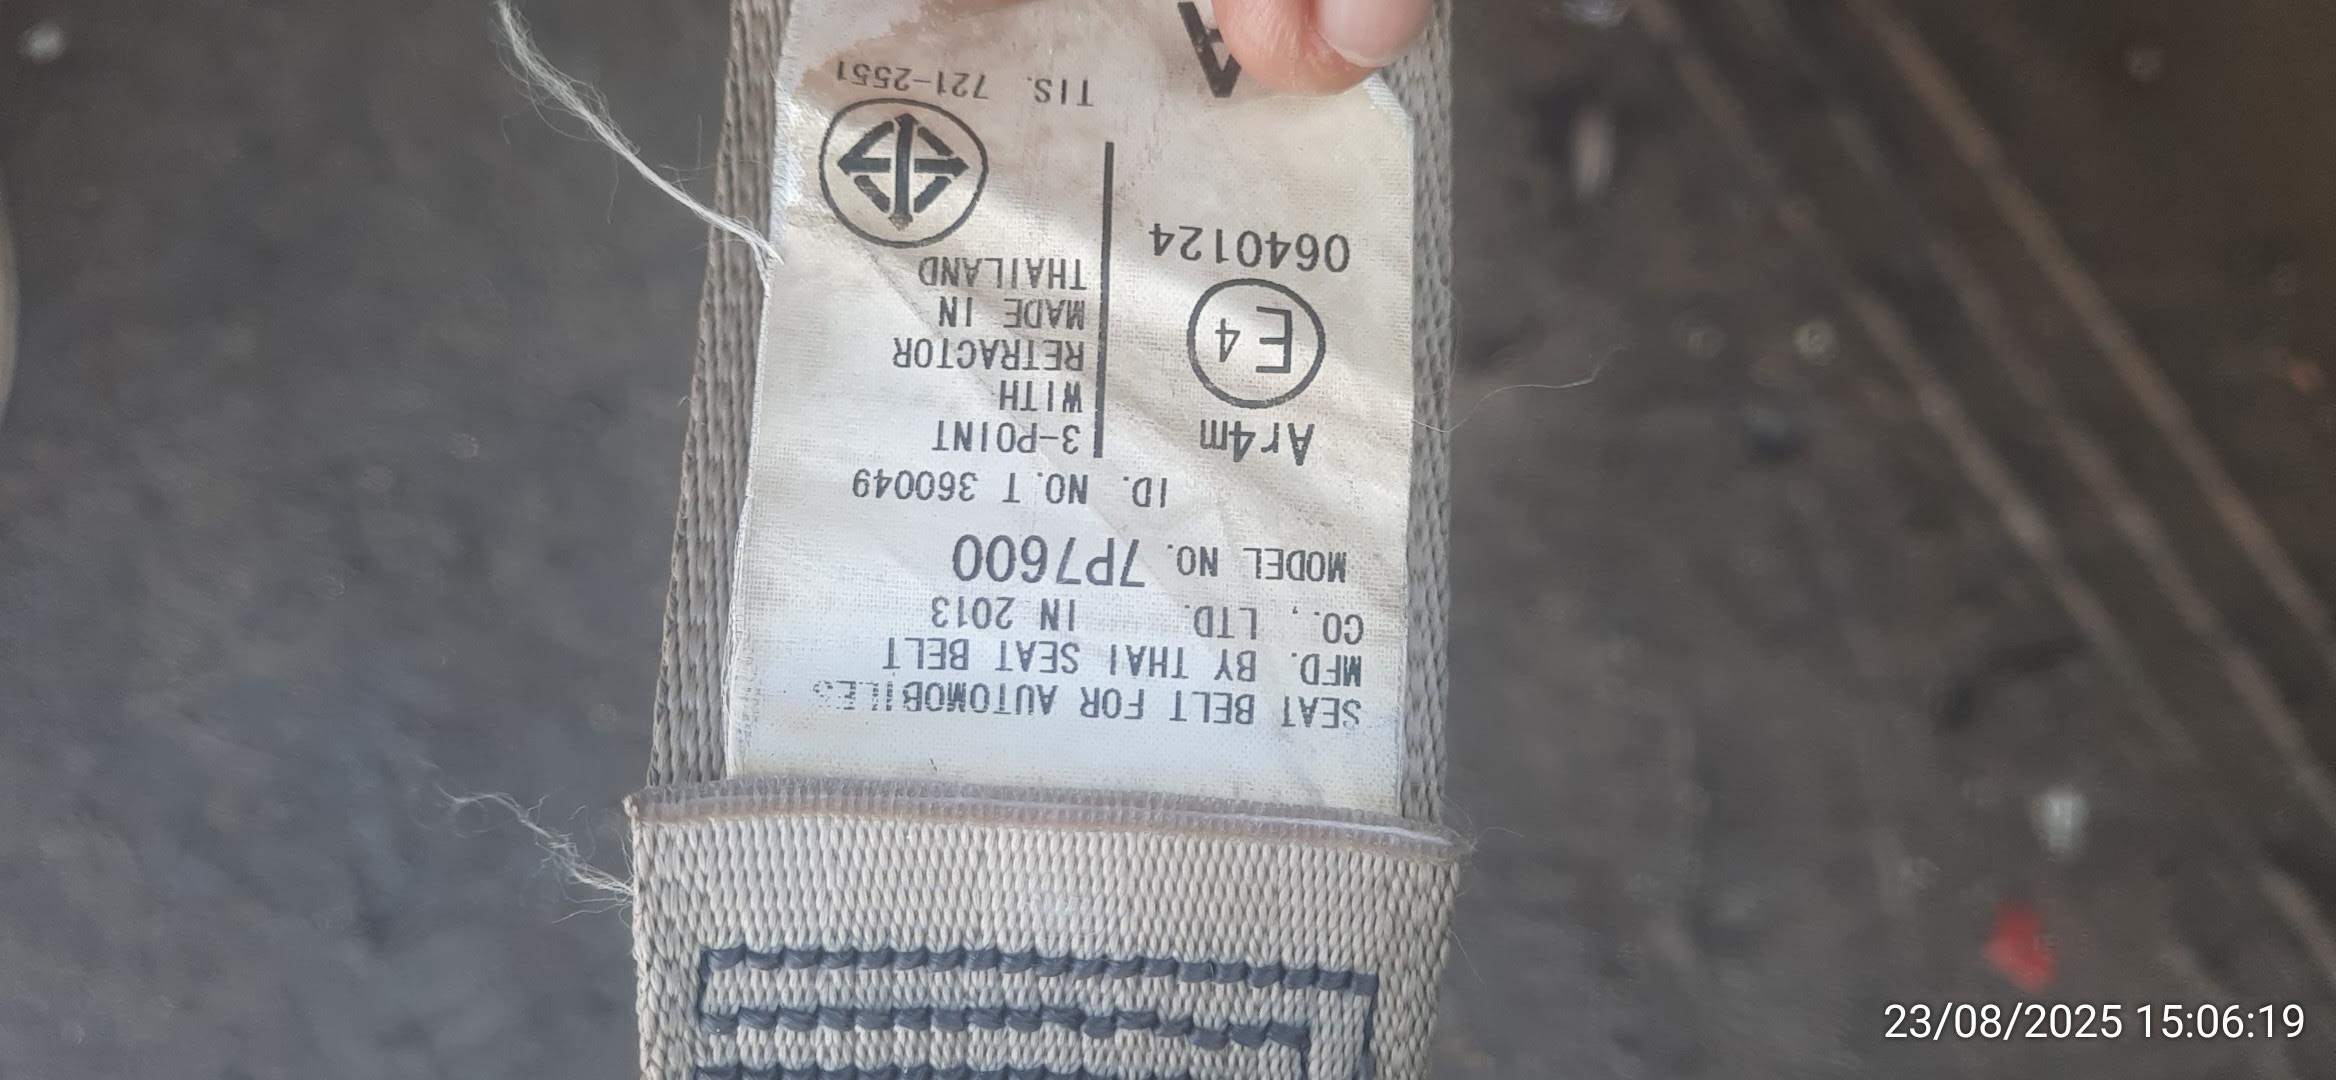 SEAT BELT FOR AUTOMOBILES
MFD. BY THAI SEAT BELT
CO., LTD. IN 2013
MODEL NO. 7P7600
ID. NO. T 360049
Ar4m
E4
0640124
3-POINT
WITH
RETRACTOR
MADE IN
THAILAND
TIS. 721-2551
A
23/08/2025 15:06:19